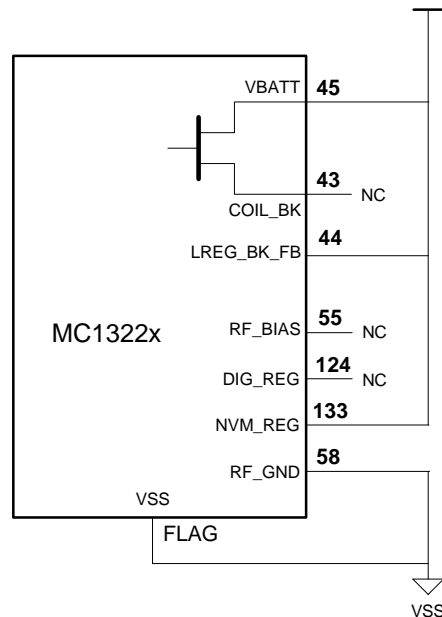 VBATT 45
43 NC
COIL_BK
LREG_BK_FB 44
MC1322x
RF_BIAS 55 NC
DIG_REG 124 NC
NVM_REG 133
RF_GND 58
VSS
FLAG
VSS